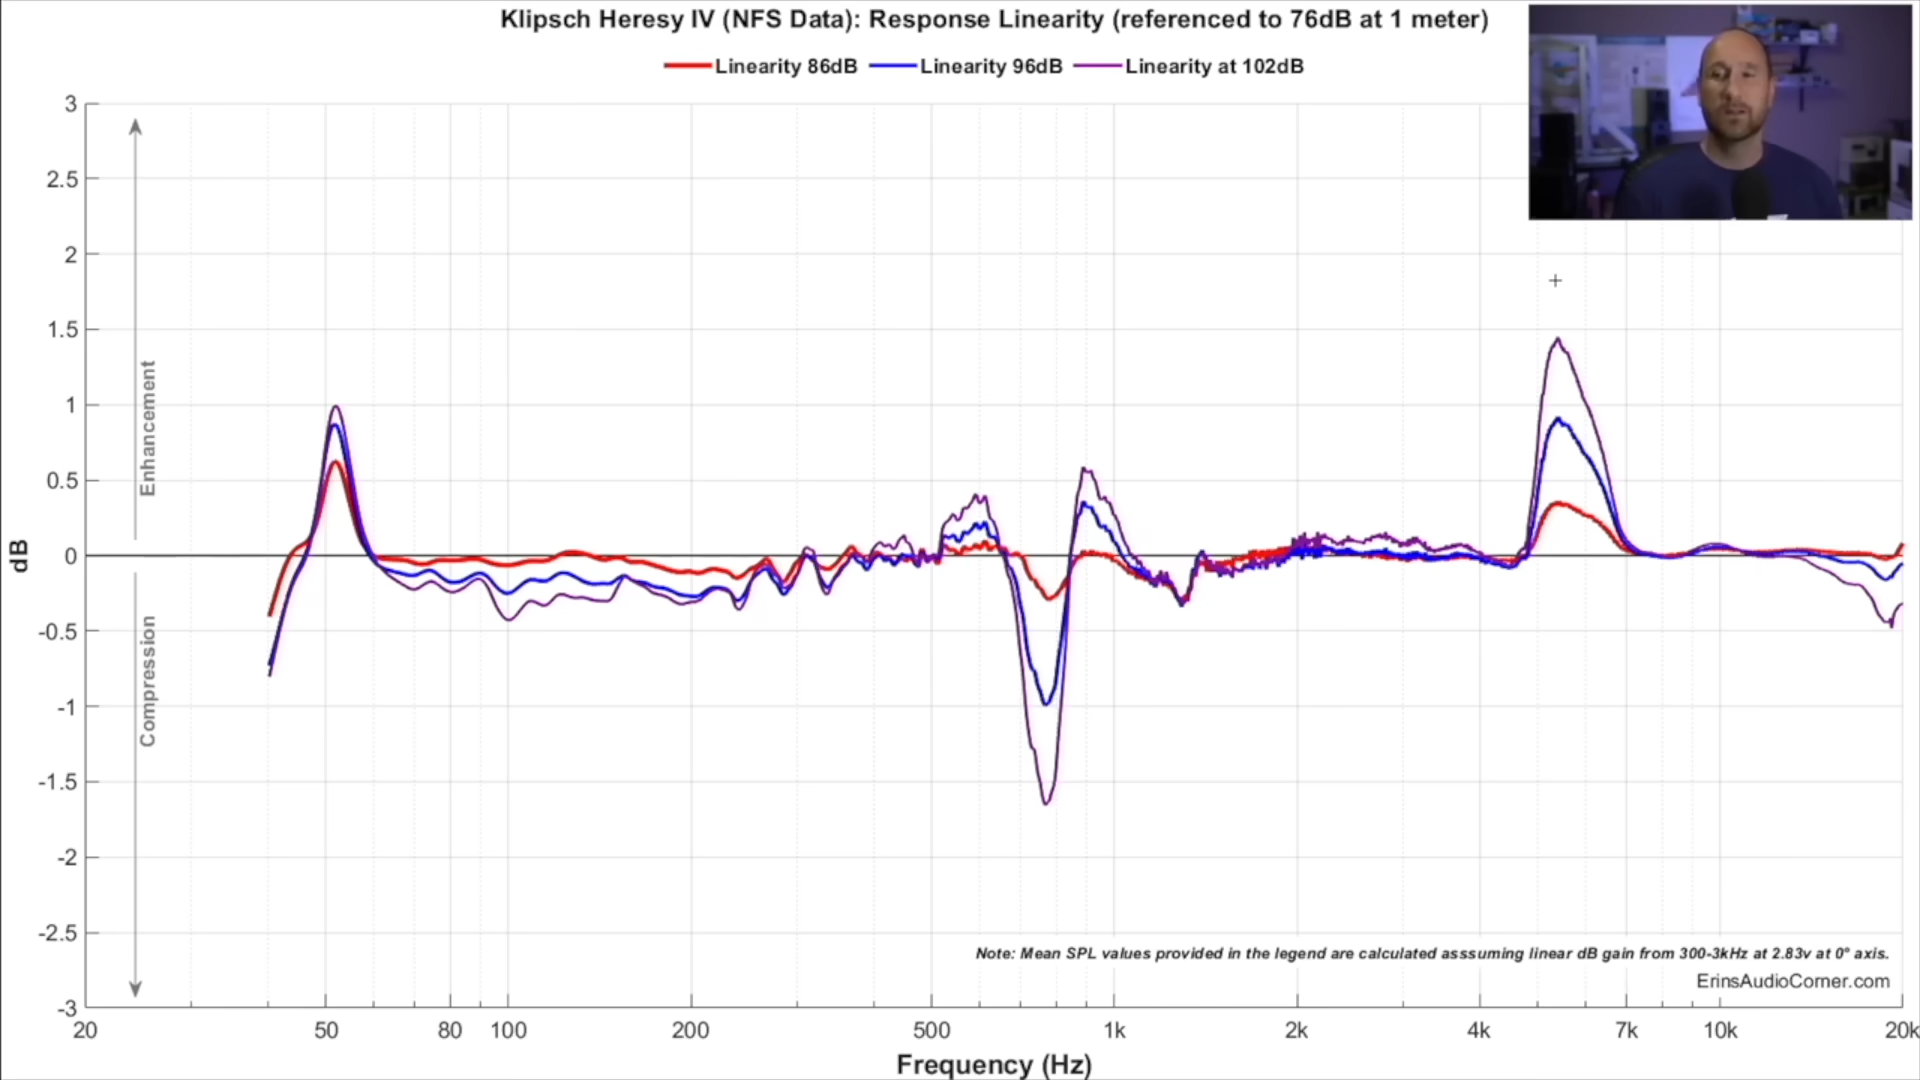 Klipsch Heresy IV (NFS Data): Response Linearity (referenced to 76dB at 1 meter)
Linearity 86dB Linearity 96dB Linearity at 102dB
3
2.5
2
1.5
1
0.5
0
-0.5
-1
-1.5
-2
-2.5
-3
dB
Enhancement
Compression
Note: Mean SPL values provided in the legend are calculated asssuming linear dB gain from 300-3kHz at 2.83v at 0° axis.
ErinsAudioCorner.com
20 50 80 100 200 500 1k 2k 4k 7k 10k 20k
Frequency (Hz)